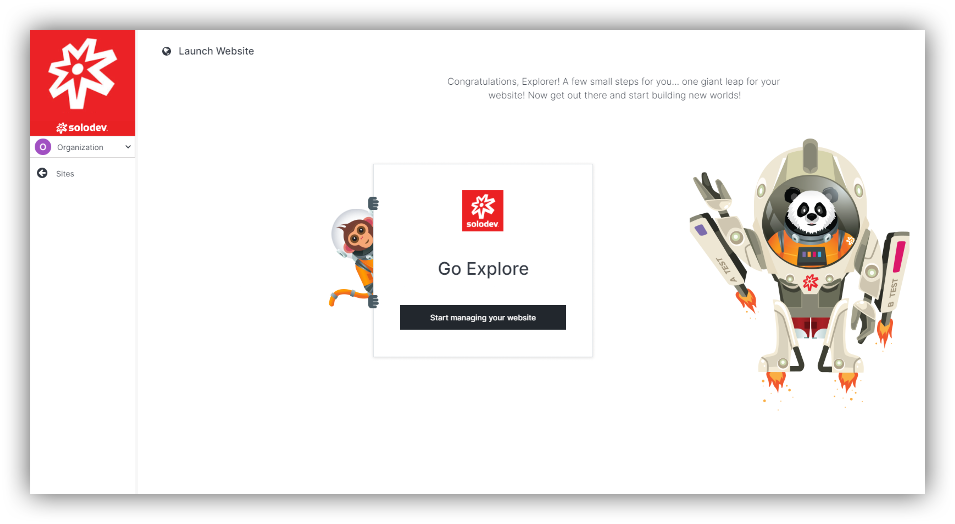 solodev
O Organization
Sites
Launch Website
Congratulations, Explorer! A few small steps for you... one giant leap for your
website! Now get out there and start building new worlds!
solodev
Go Explore
Start managing your website
A TEST
B TEST